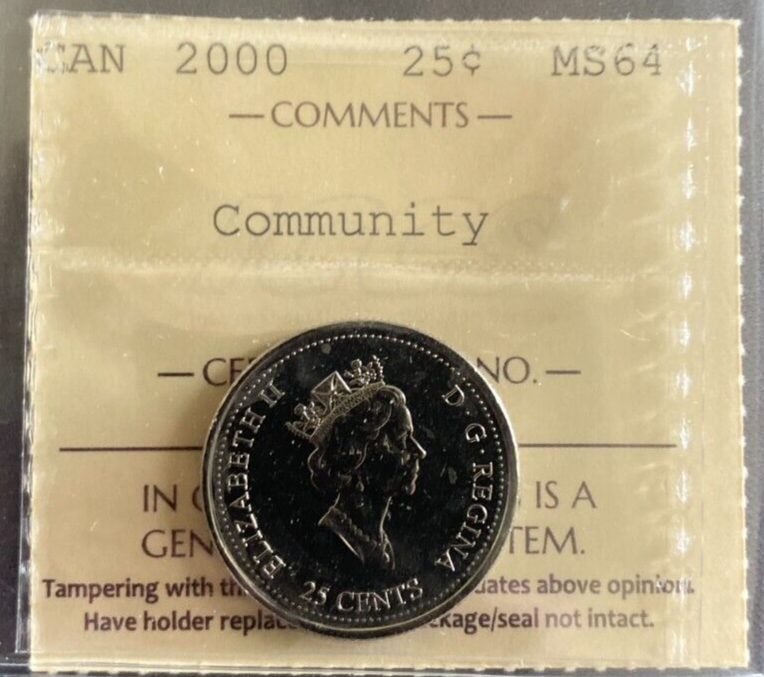 CAN 2000 25¢ MS64
— COMMENTS —
Community
NO. —
IN IS A
ELIZABETH II D·G·REGINA
25 CENTS
Tampering with above opinion.
Have holder not intact.